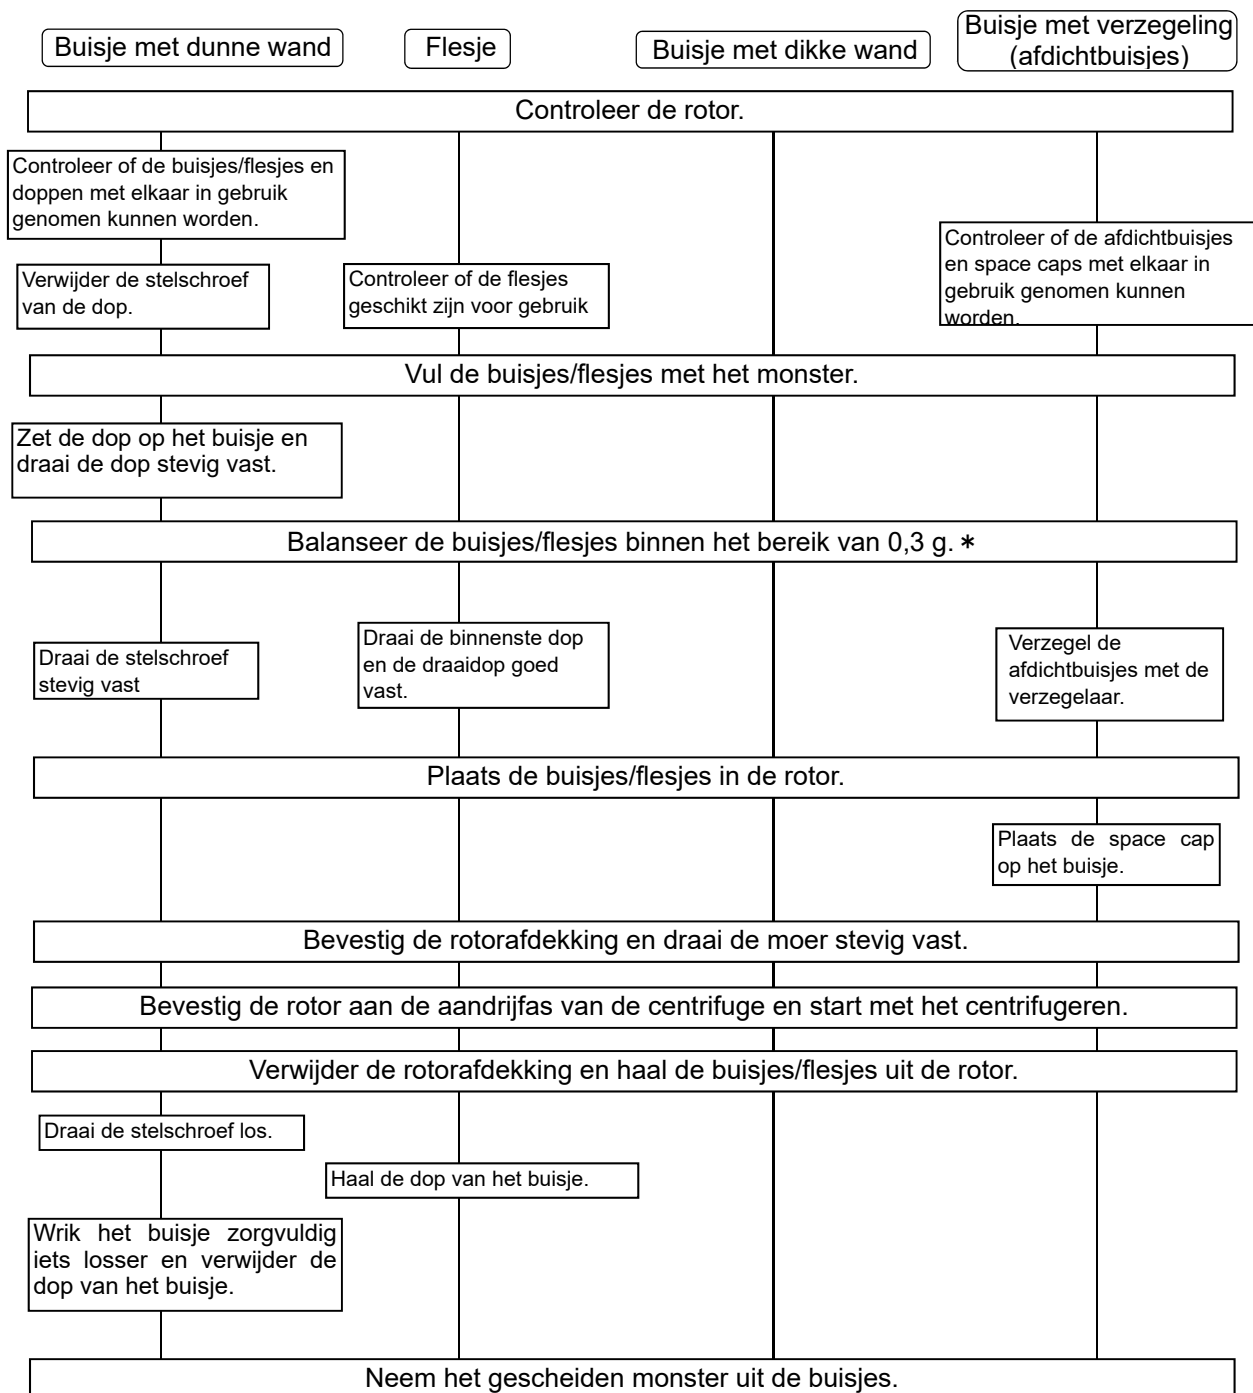 Buisje met dunne wand
Flesje
Buisje met dikke wand
Buisje met verzegeling
(afdichtbuisjes)
Controleer de rotor.
Controleer of de buisjes/flesjes en
doppen met elkaar in gebruik
genomen kunnen worden.
Verwijder de stelschroef
van de dop.
Controleer of de flesjes
geschikt zijn voor gebruik
Controleer of de afdichtbuisjes
en space caps met elkaar in
gebruik genomen kunnen
worden.
Vul de buisjes/flesjes met het monster.
Zet de dop op het buisje en
draai de dop stevig vast.
Balanseer de buisjes/flesjes binnen het bereik van 0,3 g. *
Draai de stelschroef
stevig vast
Draai de binnenste dop
en de draaidop goed
vast.
Verzegel de
afdichtbuisjes met de
verzegelaar.
Plaats de buisjes/flesjes in de rotor.
Plaats de space cap
op het buisje.
Bevestig de rotorafdekking en draai de moer stevig vast.
Bevestig de rotor aan de aandrijfas van de centrifuge en start met het centrifugeren.
Verwijder de rotorafdekking en haal de buisjes/flesjes uit de rotor.
Draai de stelschroef los.
Haal de dop van het buisje.
Wrik het buisje zorgvuldig
iets losser en verwijder de
dop van het buisje.
Neem het gescheiden monster uit de buisjes.